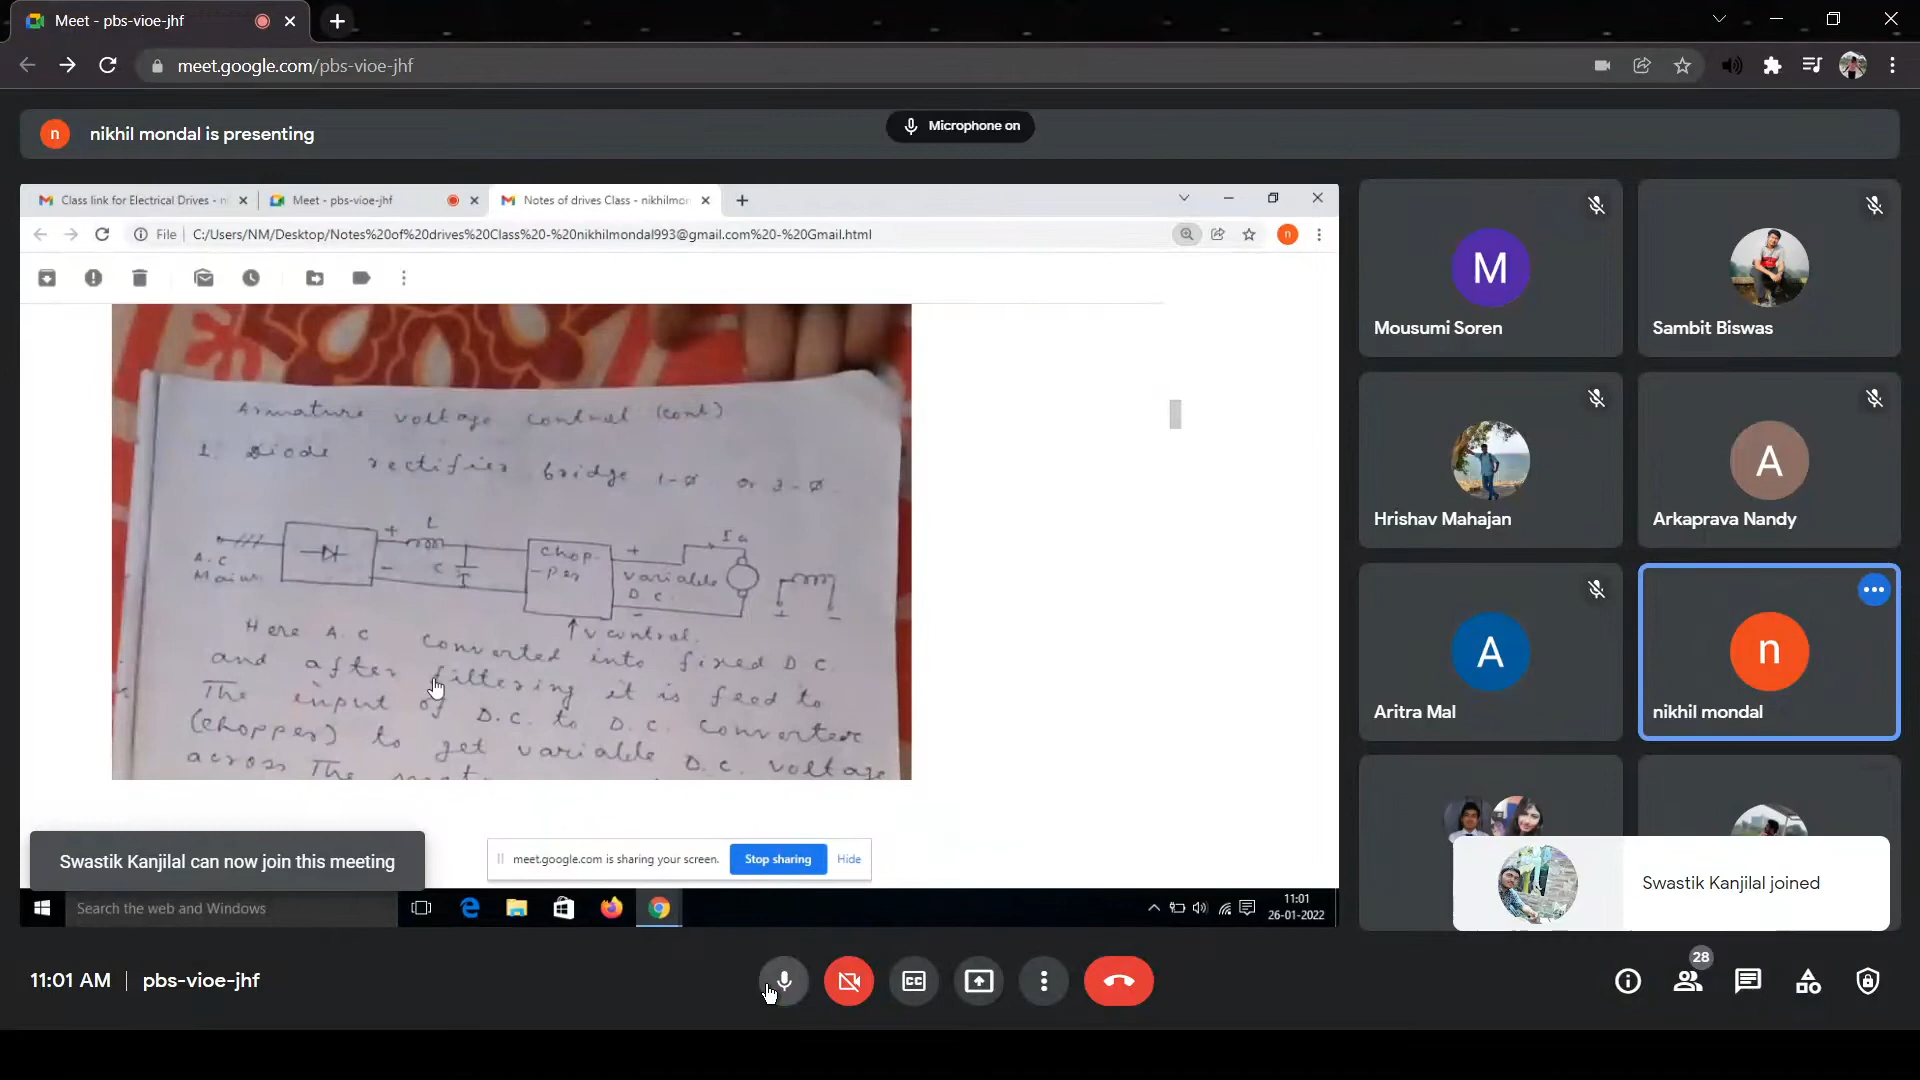 Meet - pbs-vioe-jhf
meet.google.com/pbs-vioe-jhf
n nikhil mondal is presenting
Microphone on
Class link for Electrical Drives - ni
Meet - pbs-vioe-jhf
Notes of drives Class - nikhilmon
File C:/Users/NM/Desktop/Notes%20of%20drives%20Class%20-%20nikhilmondal993@gmail.com%20-%20Gmail.html
n
Armature voltage control (cont)
1. Diode rectifier bridge 1-ø or 3-ø
A.C
Mains
+
-
L
C
Chop
-per
+
variable
D.C.
-
Ia
+
-
V control.
Here A.C converted into fixed D.C.
and after filtering it is feed to
The input of D.C. to D.C. converter
(chopper) to get variable D.C. voltage
across The
meet.google.com is sharing your screen.
Stop sharing
Hide
Swastik Kanjilal can now join this meeting
Search the web and Windows
11:01
26-01-2022
M
Mousumi Soren
Sambit Biswas
Hrishav Mahajan
A
Arkaprava Nandy
A
Aritra Mal
n
nikhil mondal
Swastik Kanjilal joined
11:01 AM | pbs-vioe-jhf
CC
28